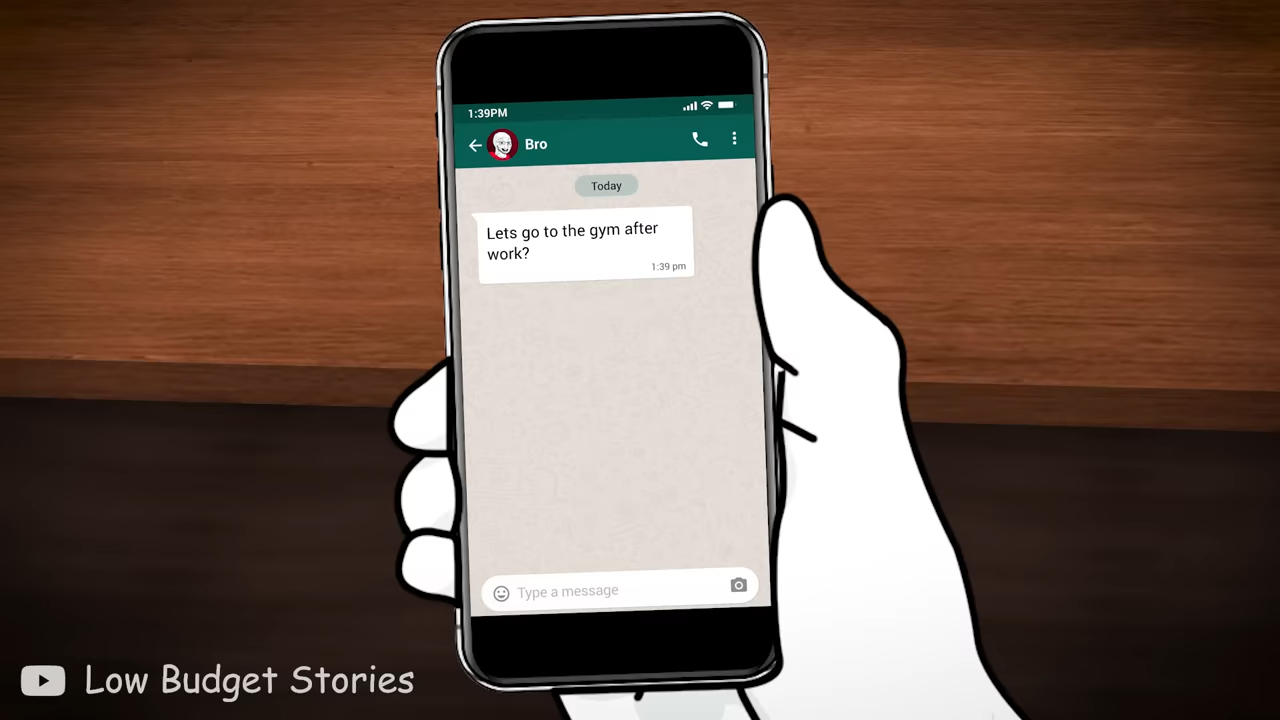 1:39PM
Bro
Today
Lets go to the gym after
work?
1:39 pm
Type a message
Low Budget Stories